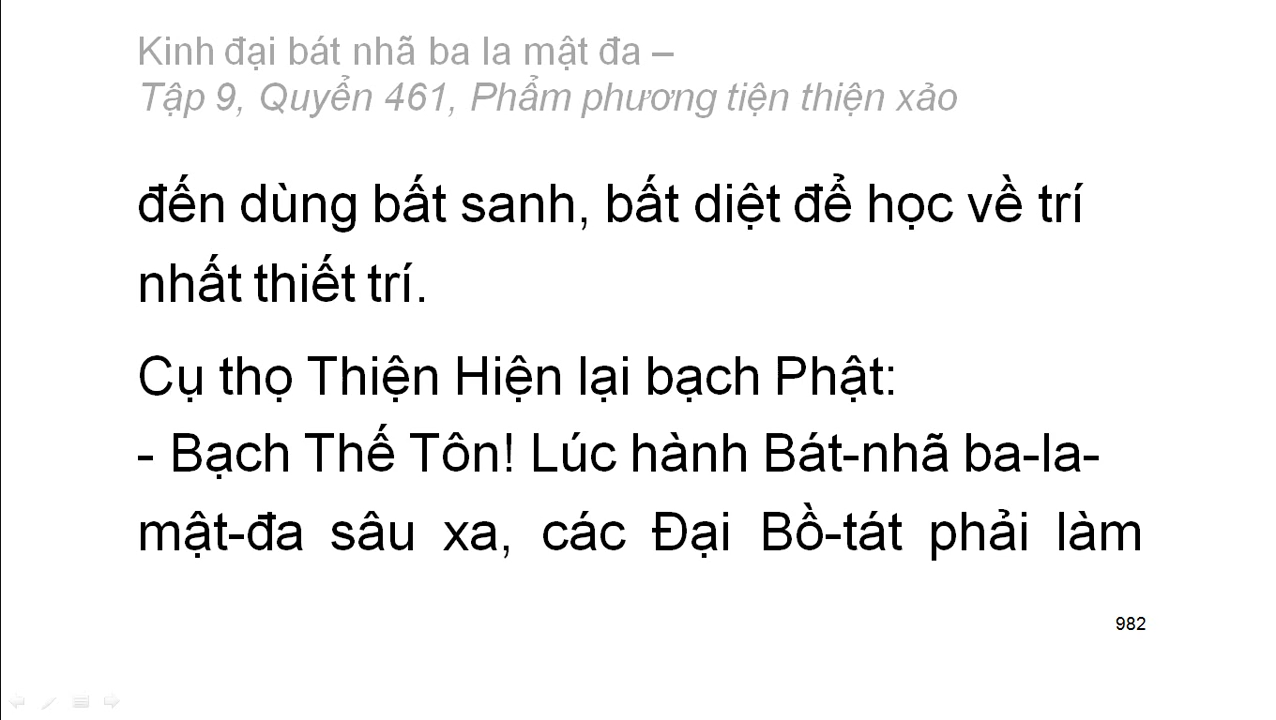 Kinh đại bát nhã ba la mật đa –
Tập 9, Quyển 461, Phẩm phương tiện thiện xảo
đến dùng bất sanh, bất diệt để học về trí
nhất thiết trí.
Cụ thọ Thiện Hiện lại bạch Phật:
- Bạch Thế Tôn! Lúc hành Bát-nhã ba-la-
mật-đa sâu xa, các Đại Bồ-tát phải làm
982